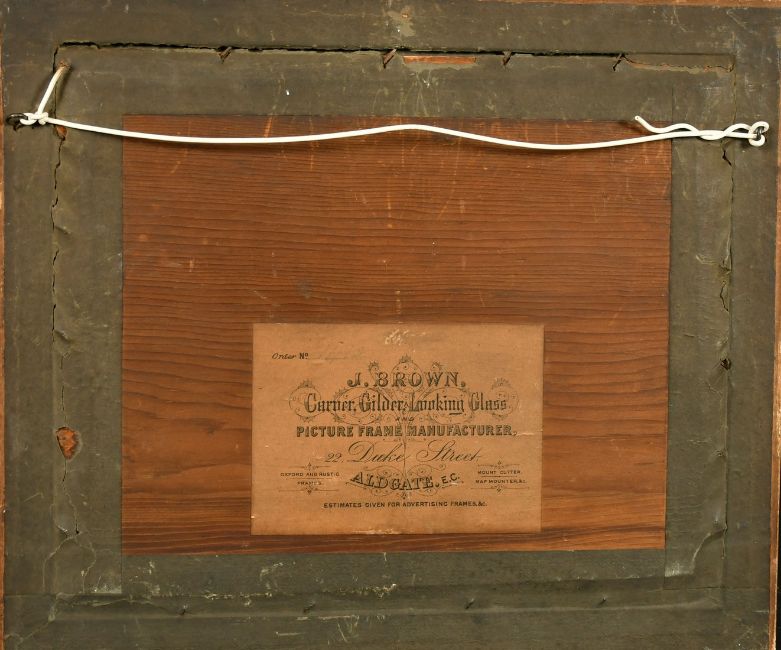 Order No.
J. BROWN,
Carver, Gilder, Looking Glass
AND
PICTURE FRAME MANUFACTURER,
22, Duke Street
OXFORD AND RUSTIC
FRAMES.
ALDGATE, E.C.
MOUNT CUTTER,
MAP MOUNTER, &c.
ESTIMATES GIVEN FOR ADVERTISING FRAMES, &c.